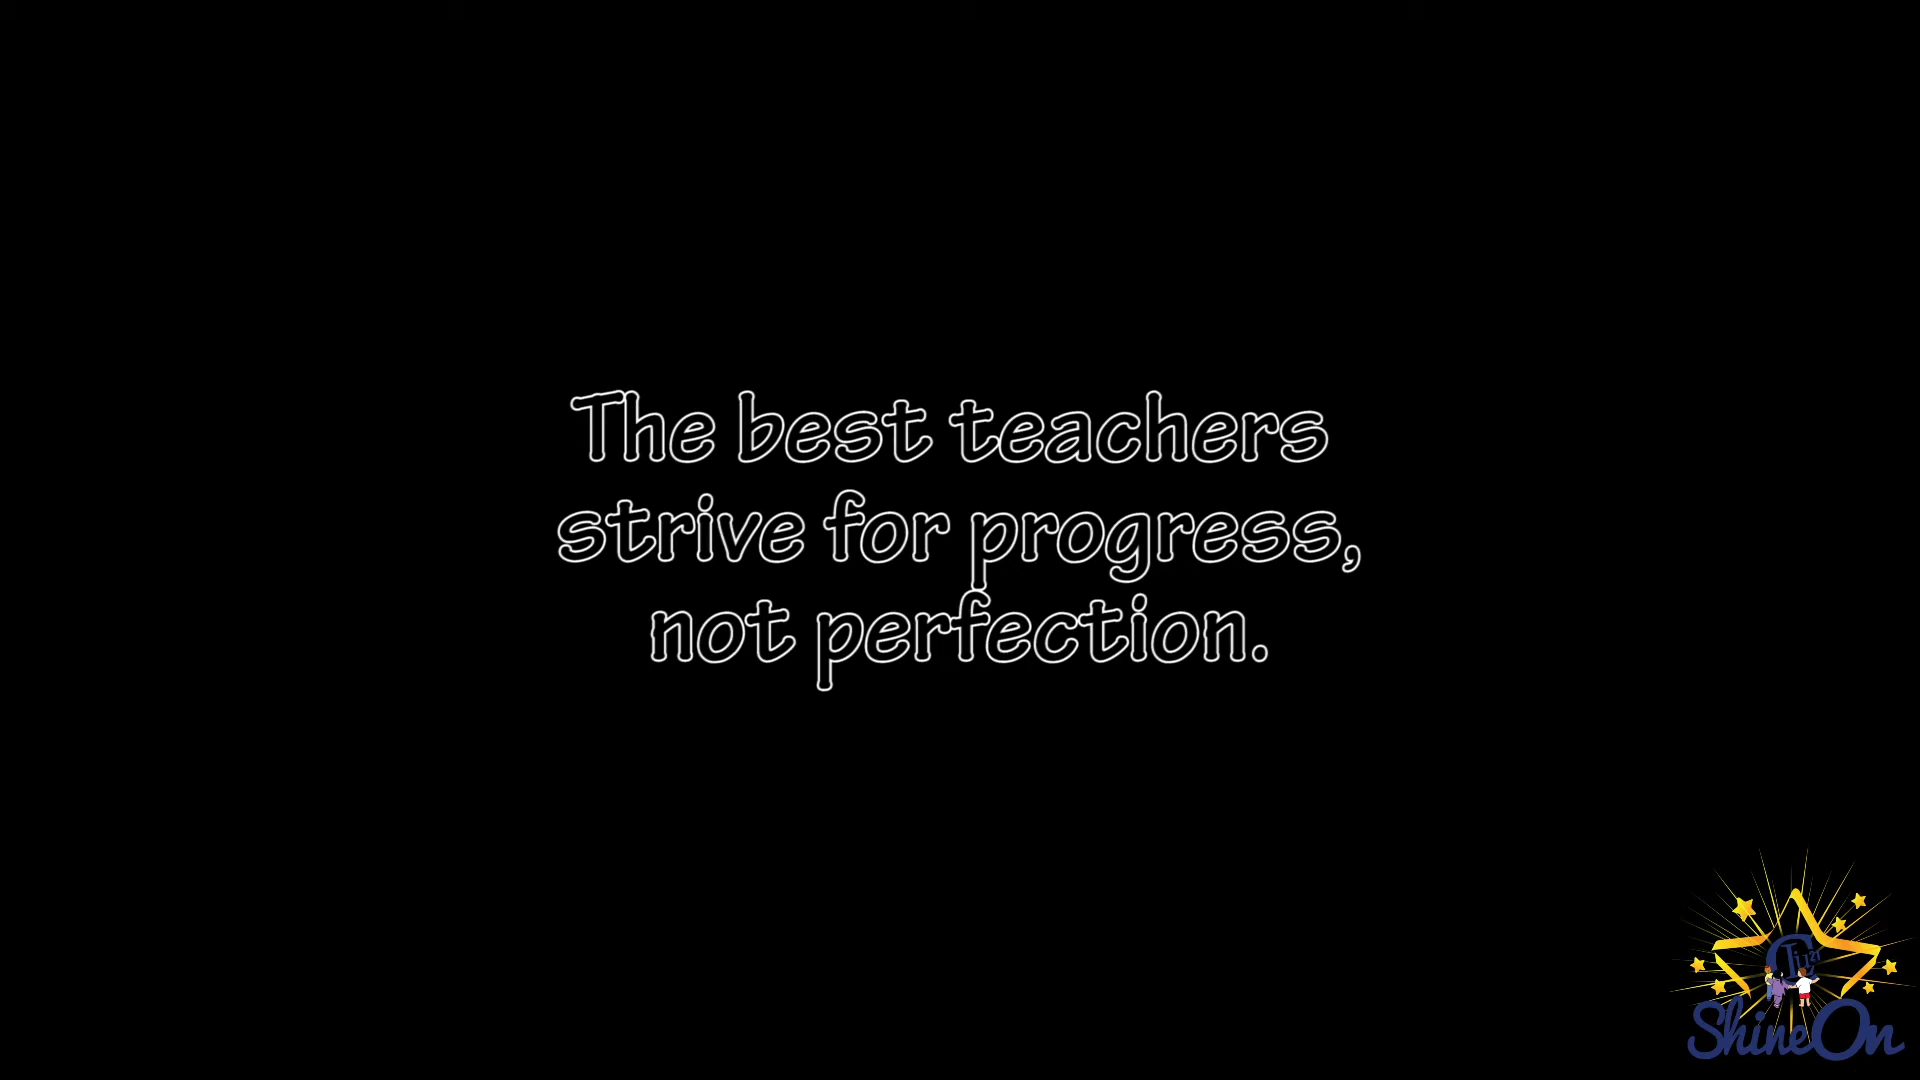 The best teachers
strive for progress,
not perfection.
ShineOn